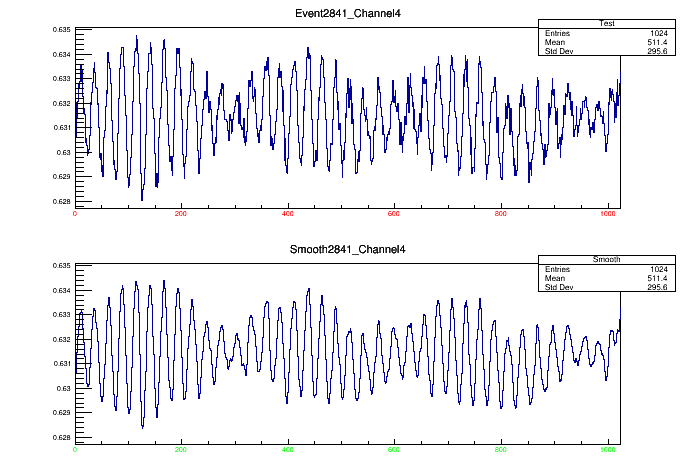 Event2841_Channel4
Test
Entries 1024
Mean 511.4
Std Dev 295.6
0.635
0.634
0.633
0.632
0.631
0.63
0.629
0.628
0 200 400 600 800 1000
Smooth2841_Channel4
Smooth
Entries 1024
Mean 511.4
Std Dev 295.6
0.635
0.634
0.633
0.632
0.631
0.63
0.629
0.628
0 200 400 600 800 1000